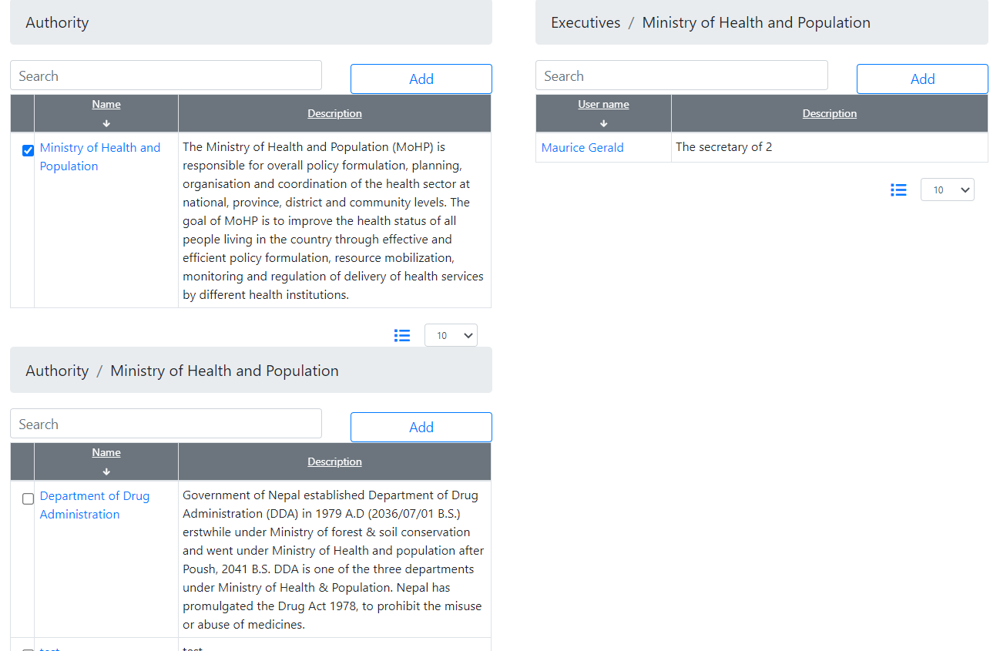 Authority
Search
Add
Name
Description
Ministry of Health and
Population
The Ministry of Health and Population (MoHP) is
responsible for overall policy formulation, planning,
organisation and coordination of the health sector at
national, province, district and community levels. The
goal of MoHP is to improve the health status of all
people living in the country through effective and
efficient policy formulation, resource mobilization,
monitoring and regulation of delivery of health services
by different health institutions.
10
Authority / Ministry of Health and Population
Search
Add
Name
Description
Department of Drug
Administration
Government of Nepal established Department of Drug
Administration (DDA) in 1979 A.D (2036/07/01 B.S.)
erstwhile under Ministry of forest & soil conservation
and went under Ministry of Health and population after
Poush, 2041 B.S. DDA is one of the three departments
under Ministry of Health & Population. Nepal has
promulgated the Drug Act 1978, to prohibit the misuse
or abuse of medicines.
test
test
Executives / Ministry of Health and Population
Search
Add
User name
Description
Maurice Gerald
The secretary of 2
10